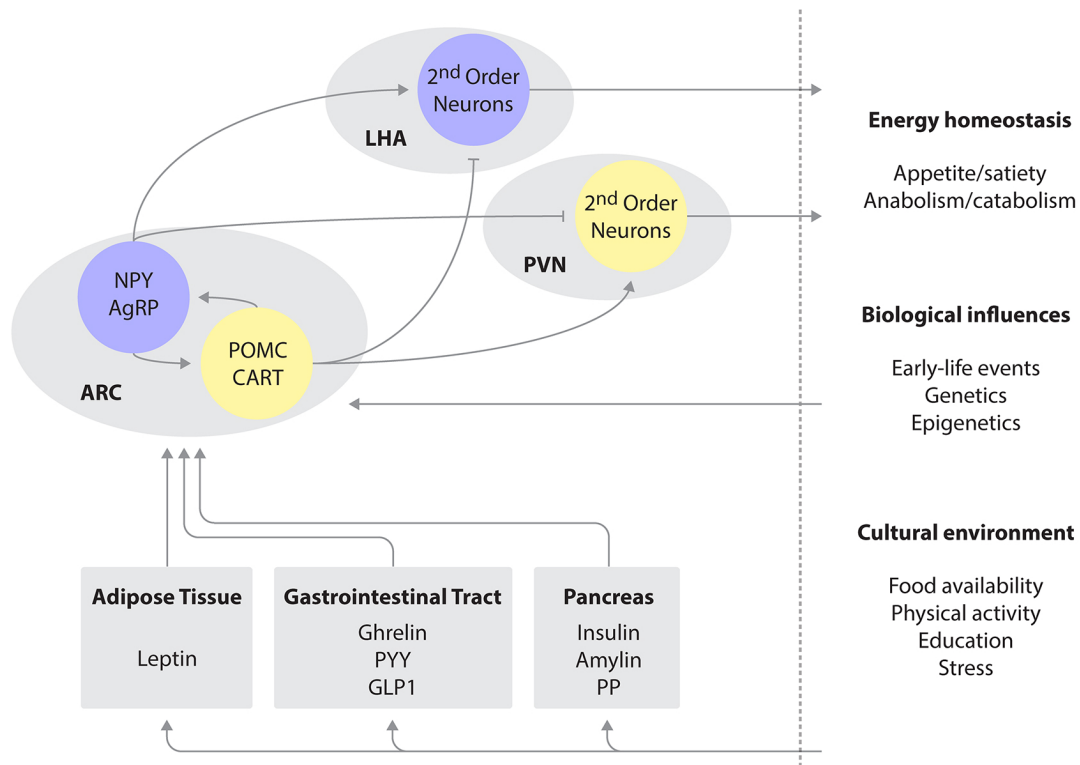 2nd Order
Neurons
LHA
2nd Order
Neurons
PVN
NPY
AgRP
POMC
CART
ARC
Adipose Tissue
Leptin
Gastrointestinal Tract
Ghrelin
PYY
GLP1
Pancreas
Insulin
Amylin
PP
Energy homeostasis
Appetite/satiety
Anabolism/catabolism
Biological influences
Early-life events
Genetics
Epigenetics
Cultural environment
Food availability
Physical activity
Education
Stress